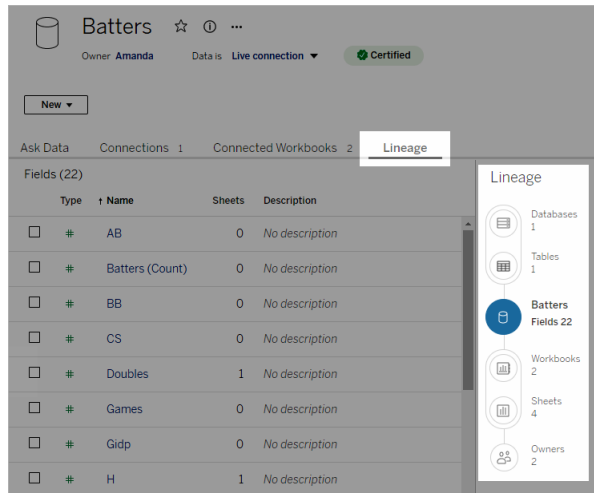 Batters
Owner Amanda Data is Live connection Certified
New
Ask Data Connections 1 Connected Workbooks 2 Lineage
Fields (22)
Type ↑ Name Sheets Description
# AB 0 No description
# Batters (Count) 0 No description
# BB 0 No description
# CS 0 No description
# Doubles 1 No description
# Games 0 No description
# Gidp 0 No description
# H 1 No description
Lineage
Databases
1
Tables
1
Batters
Fields 22
Workbooks
2
Sheets
4
Owners
2